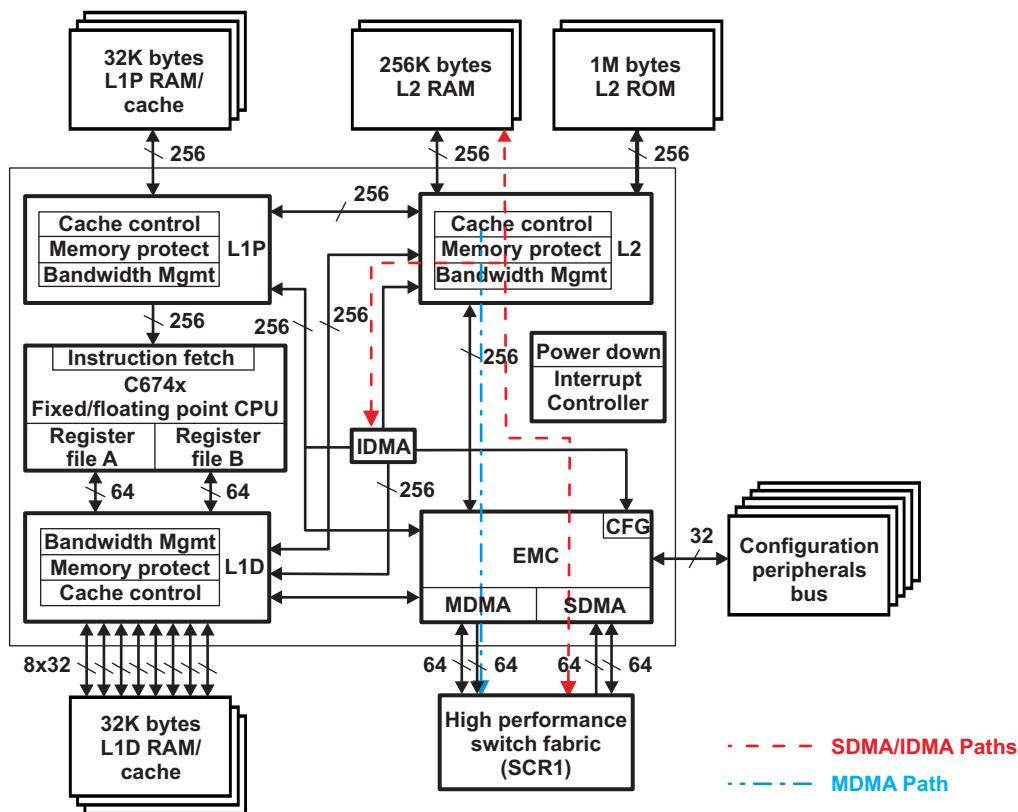 32K bytes
L1P RAM/
cache
256K bytes
L2 RAM
1M bytes
L2 ROM
256
256
256
256
Cache control
Memory protect
Bandwidth Mgmt
L1P
Cache control
Memory protect
Bandwidth Mgmt
L2
256
256
256
256
Instruction fetch
C674x
Fixed/floating point CPU
Register
file A
Register
file B
Power down
Interrupt
Controller
IDMA
64
64
256
Bandwidth Mgmt
Memory protect
Cache control
L1D
CFG
EMC
MDMA
SDMA
32
Configuration
peripherals
bus
8x32
64
64
64
64
32K bytes
L1D RAM/
cache
High performance
switch fabric
(SCR1)
SDMA/IDMA Paths
MDMA Path